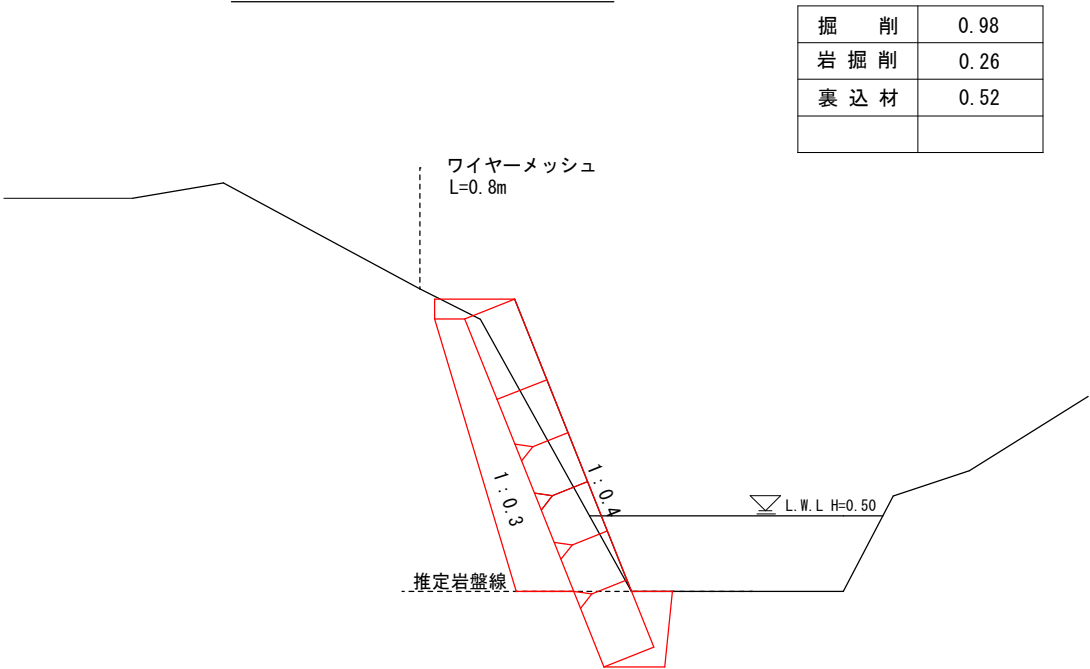 掘 削 0.98
岩掘削 0.26
裏込材 0.52
ワイヤーメッシュ
L=0.8m
1:0.3
1:0.4
L.W.L H=0.50
推定岩盤線